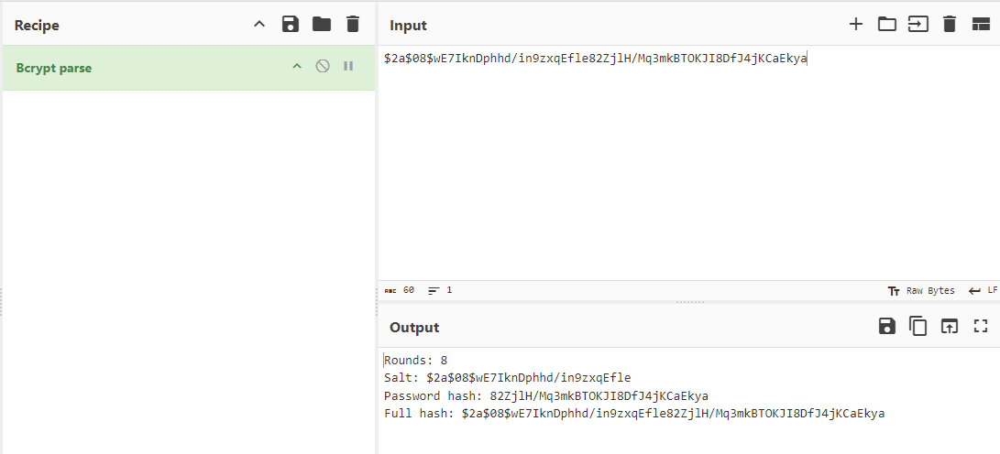 Recipe
Bcrypt parse
Input
$2a$08$wE7IknDphhd/in9zxqEfle82ZjlH/Mq3mkBTOKJI8DfJ4jKCaEkya
ABC 60 1 Raw Bytes LF
Output
Rounds: 8
Salt: $2a$08$wE7IknDphhd/in9zxqEfle
Password hash: 82ZjlH/Mq3mkBTOKJI8DfJ4jKCaEkya
Full hash: $2a$08$wE7IknDphhd/in9zxqEfle82ZjlH/Mq3mkBTOKJI8DfJ4jKCaEkya